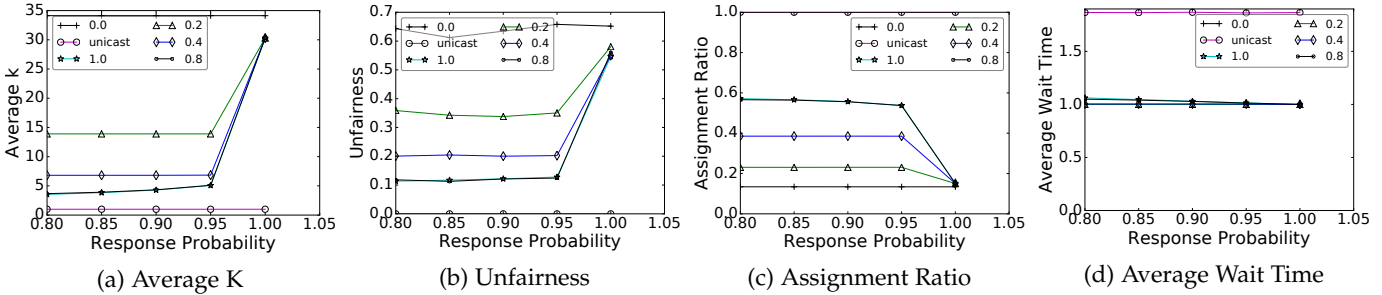 35
30
25
20
15
10
5
0
Average k
0.0
0.2
unicast
0.4
1.0
0.8
0.80 0.85 0.90 0.95 1.00 1.05
Response Probability
(a) Average K
0.7
0.6
0.5
0.4
0.3
0.2
0.1
0.0
Unfairness
0.0
0.2
unicast
0.4
1.0
0.8
0.80 0.85 0.90 0.95 1.00 1.05
Response Probability
(b) Unfairness
1.0
0.8
0.6
0.4
0.2
0.0
Assignment Ratio
0.0
0.2
unicast
0.4
1.0
0.8
0.80 0.85 0.90 0.95 1.00 1.05
Response Probability
(c) Assignment Ratio
1.5
1.0
0.5
0.0
Average Wait Time
0.0
0.2
unicast
0.4
1.0
0.8
0.80 0.85 0.90 0.95 1.00 1.05
Response Probability
(d) Average Wait Time